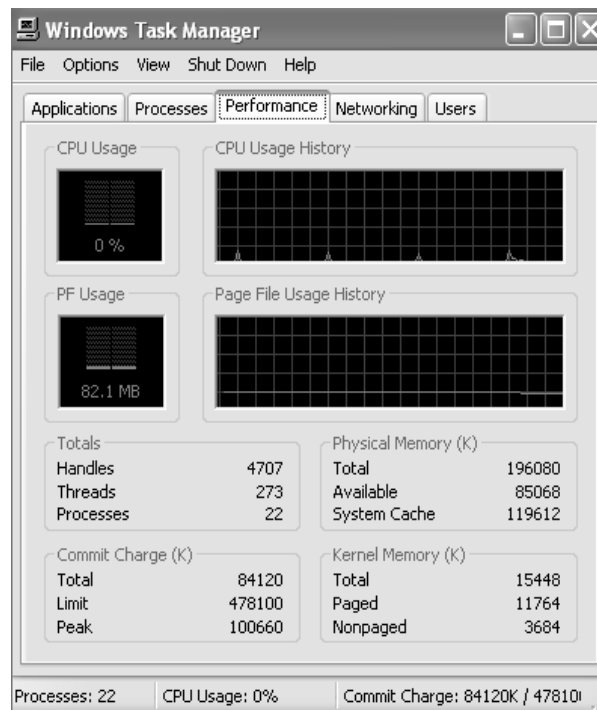 Windows Task Manager
File Options View Shut Down Help
Applications Processes Performance Networking Users
CPU Usage
0 %
CPU Usage History
PF Usage
82.1 MB
Page File Usage History
Totals
Handles 4707
Threads 273
Processes 22
Physical Memory (K)
Total 196080
Available 85068
System Cache 119612
Commit Charge (K)
Total 84120
Limit 478100
Peak 100660
Kernel Memory (K)
Total 15448
Paged 11764
Nonpaged 3684
Processes: 22 CPU Usage: 0% Commit Charge: 84120K / 47810